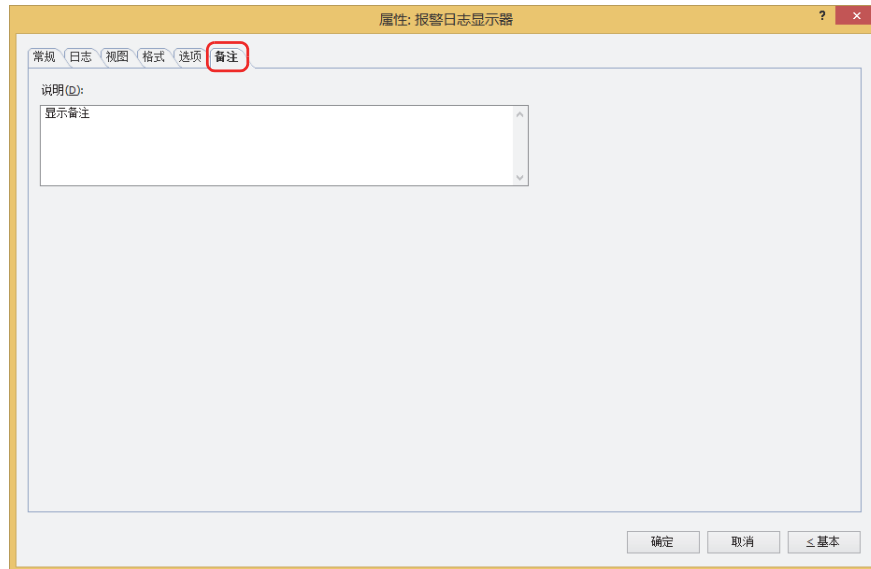 属性: 报警日志显示器
? ×
常规 日志 视图 格式 选项 备注
说明(D):
显示备注
确定 取消 ≤基本